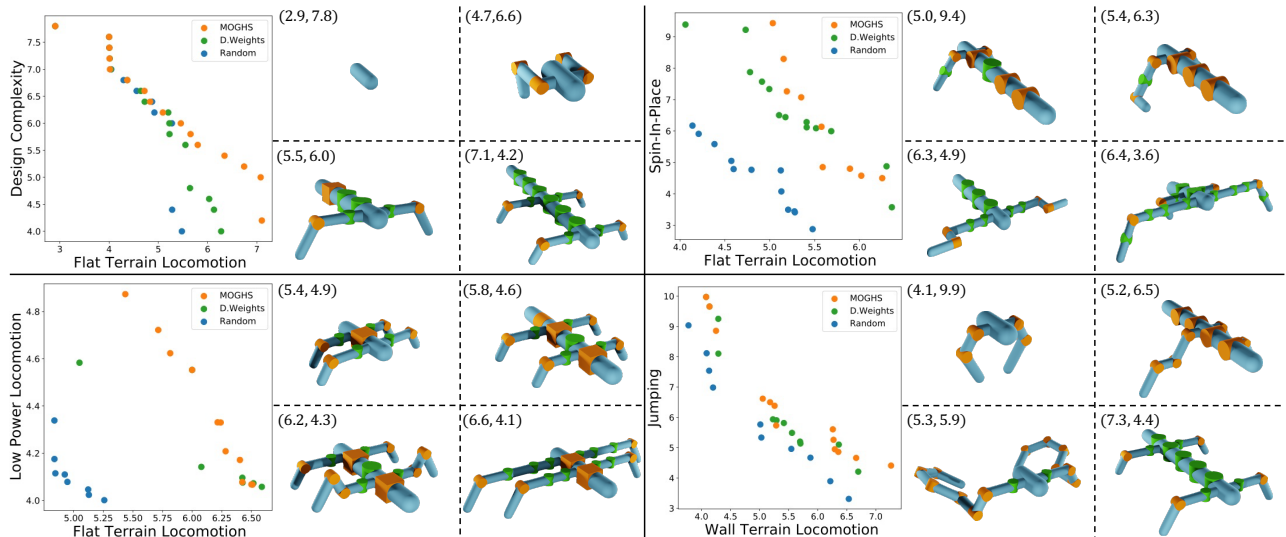 Design Complexity
7.5
7.0
6.5
6.0
5.5
5.0
4.5
4.0
MOGHS
D.Weights
Random
3 4 5 6 7
Flat Terrain Locomotion
(2.9, 7.8)
(4.7, 6.6)
(5.5, 6.0)
(7.1, 4.2)
Spin-In-Place
9
8
7
6
5
4
3
MOGHS
D.Weights
Random
4.0 4.5 5.0 5.5 6.0
Flat Terrain Locomotion
(5.0, 9.4)
(5.4, 6.3)
(6.3, 4.9)
(6.4, 3.6)
Low Power Locomotion
4.8
4.6
4.4
4.2
4.0
MOGHS
D.Weights
Random
5.00 5.25 5.50 5.75 6.00 6.25 6.50
Flat Terrain Locomotion
(5.4, 4.9)
(5.8, 4.6)
(6.2, 4.3)
(6.6, 4.1)
Jumping
10
9
8
7
6
5
4
3
MOGHS
D.Weights
Random
4.0 4.5 5.0 5.5 6.0 6.5 7.0
Wall Terrain Locomotion
(4.1, 9.9)
(5.2, 6.5)
(5.3, 5.9)
(7.3, 4.4)